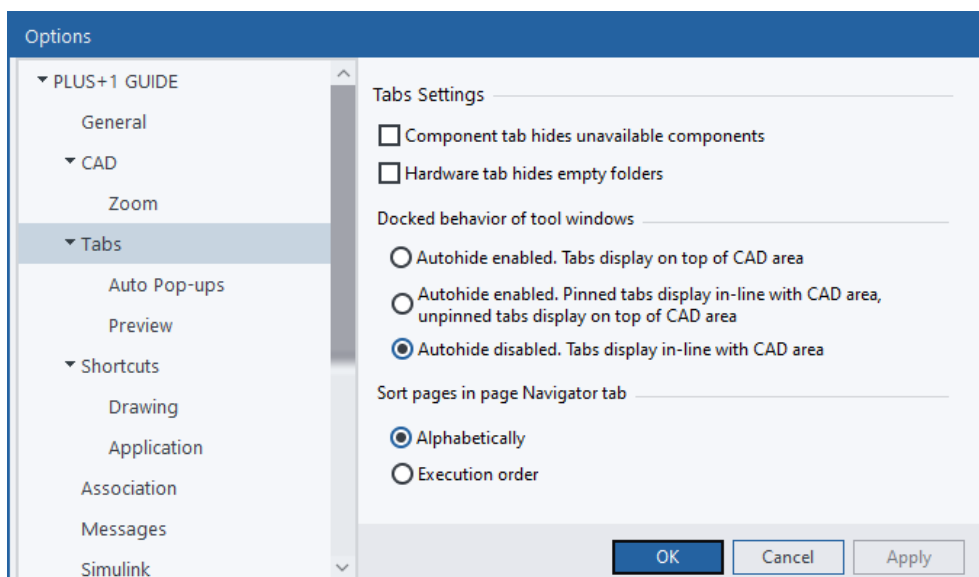 Options
PLUS+1 GUIDE
General
CAD
Zoom
Tabs
Auto Pop-ups
Preview
Shortcuts
Drawing
Application
Association
Messages
Simulink
Tabs Settings
Component tab hides unavailable components
Hardware tab hides empty folders
Docked behavior of tool windows
Autohide enabled. Tabs display on top of CAD area
Autohide enabled. Pinned tabs display in-line with CAD area,
unpinned tabs display on top of CAD area
Autohide disabled. Tabs display in-line with CAD area
Sort pages in page Navigator tab
Alphabetically
Execution order
OK
Cancel
Apply